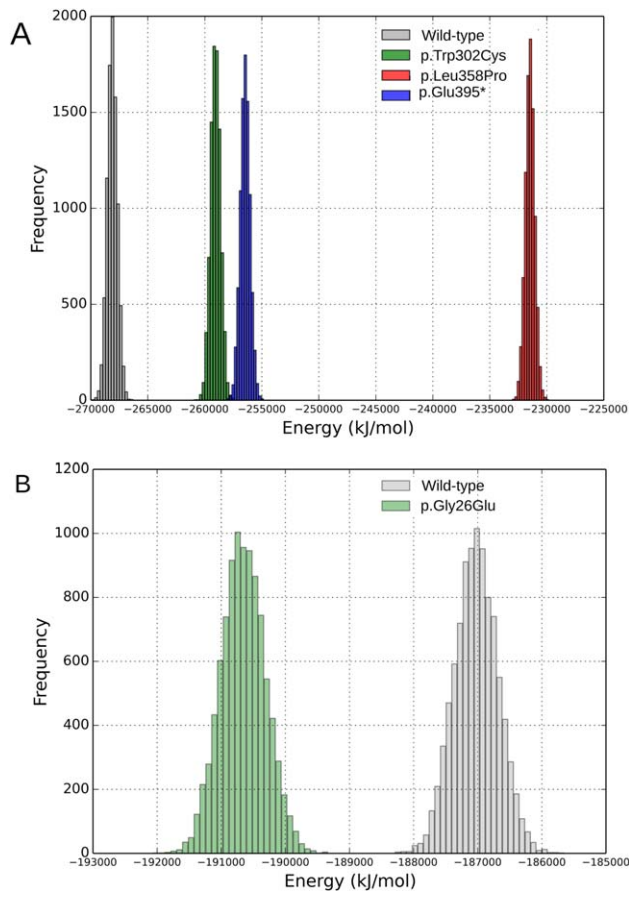 A
2000
1500
1000
500
0
Frequency
Wild-type
p.Trp302Cys
p.Leu358Pro
p.Glu395*
−270000 −265000 −260000 −255000 −250000 −245000 −240000 −235000 −230000 −225000
Energy (kJ/mol)
B
1200
1000
800
600
400
200
0
Frequency
Wild-type
p.Gly26Glu
−193000 −192000 −191000 −190000 −189000 −188000 −187000 −186000 −185000
Energy (kJ/mol)